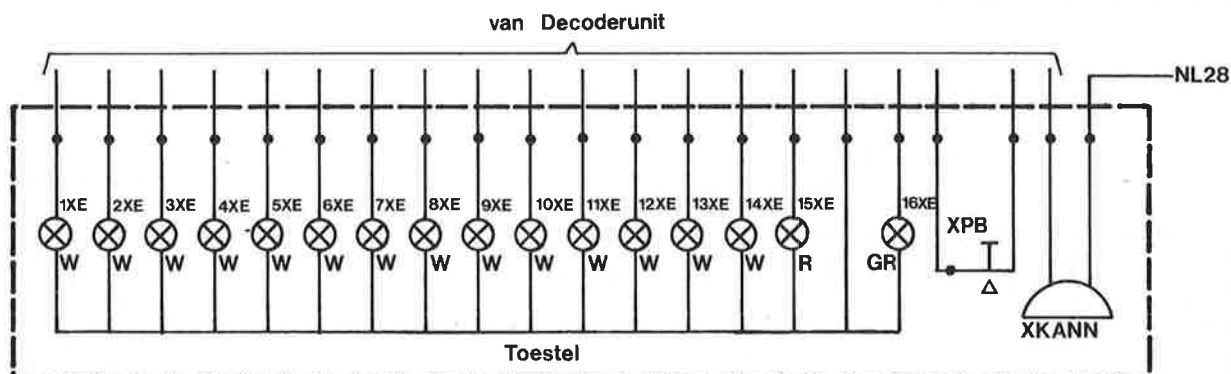 van Decoderunit
NL28
1XE 2XE 3XE 4XE 5XE 6XE 7XE 8XE 9XE 10XE 11XE 12XE 13XE 14XE 15XE 16XE XPB
W W W W W W W W W W W W W W R GR
XKANN
Toestel